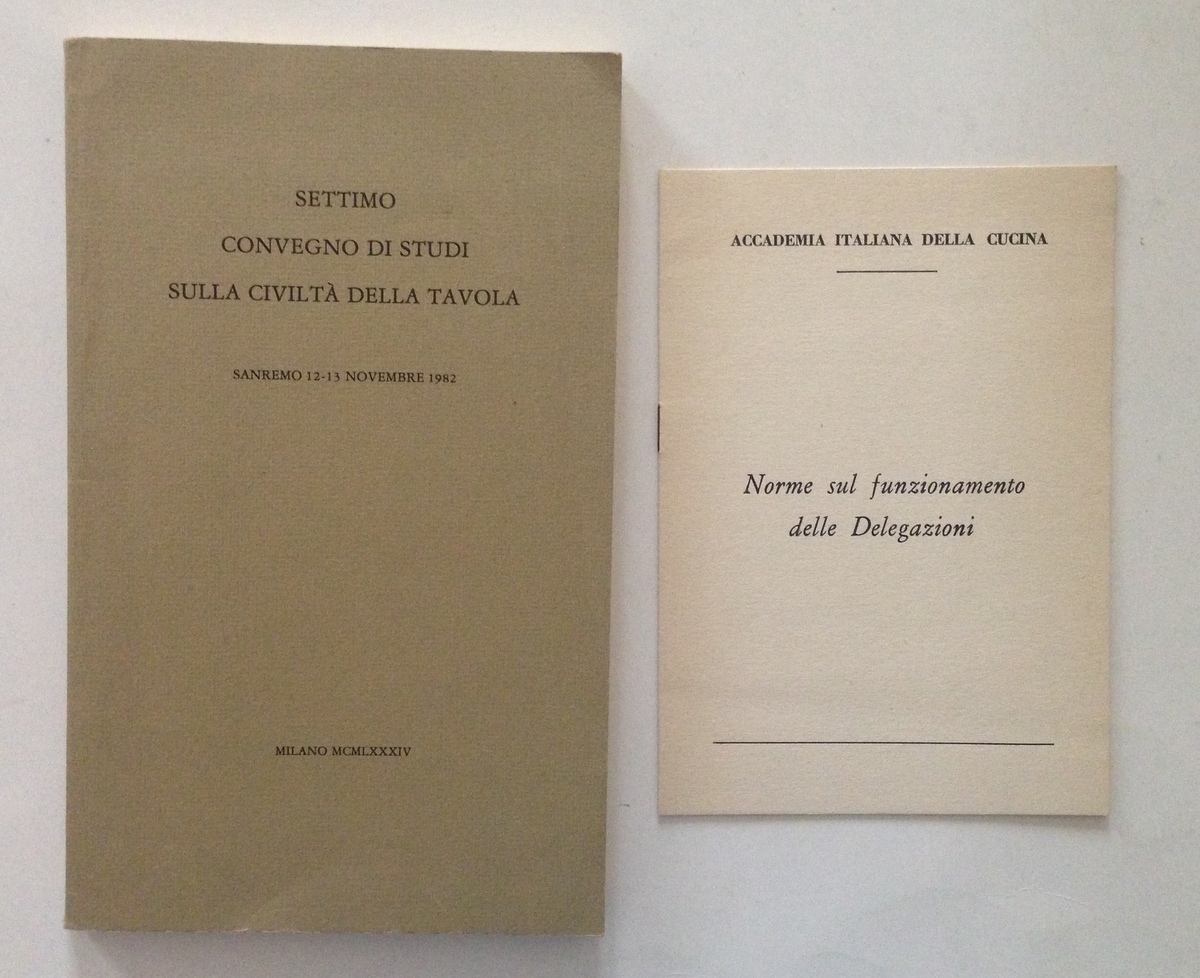 SETTIMO
CONVEGNO DI STUDI
SULLA CIVILTÀ DELLA TAVOLA
SANREMO 12-13 NOVEMBRE 1982
MILANO MCMLXXXIV
ACCADEMIA ITALIANA DELLA CUCINA
Norme sul funzionamento
delle Delegazioni